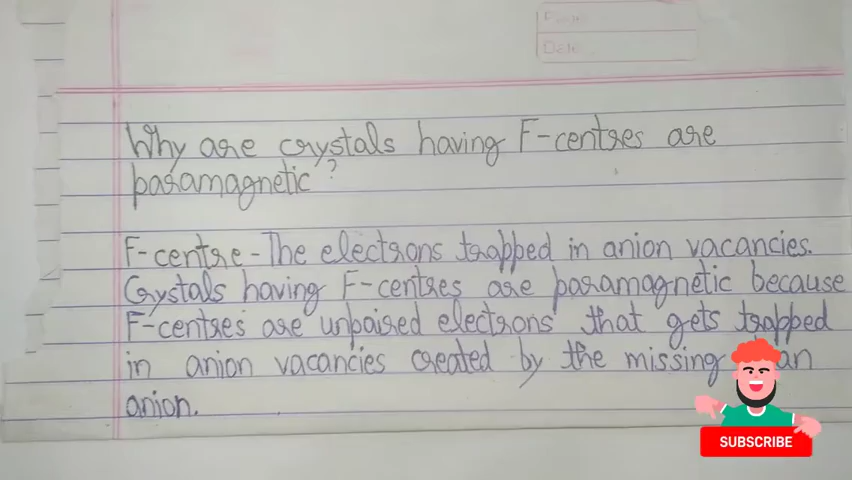 Date
Why are crystals having F-centres are
paramagnetic?
F-centre - The electrons trapped in anion vacancies.
Crystals having F-centres are paramagnetic because
F-centres are unpaired electrons that gets trapped
in anion vacancies created by the missing an
anion.
SUBSCRIBE